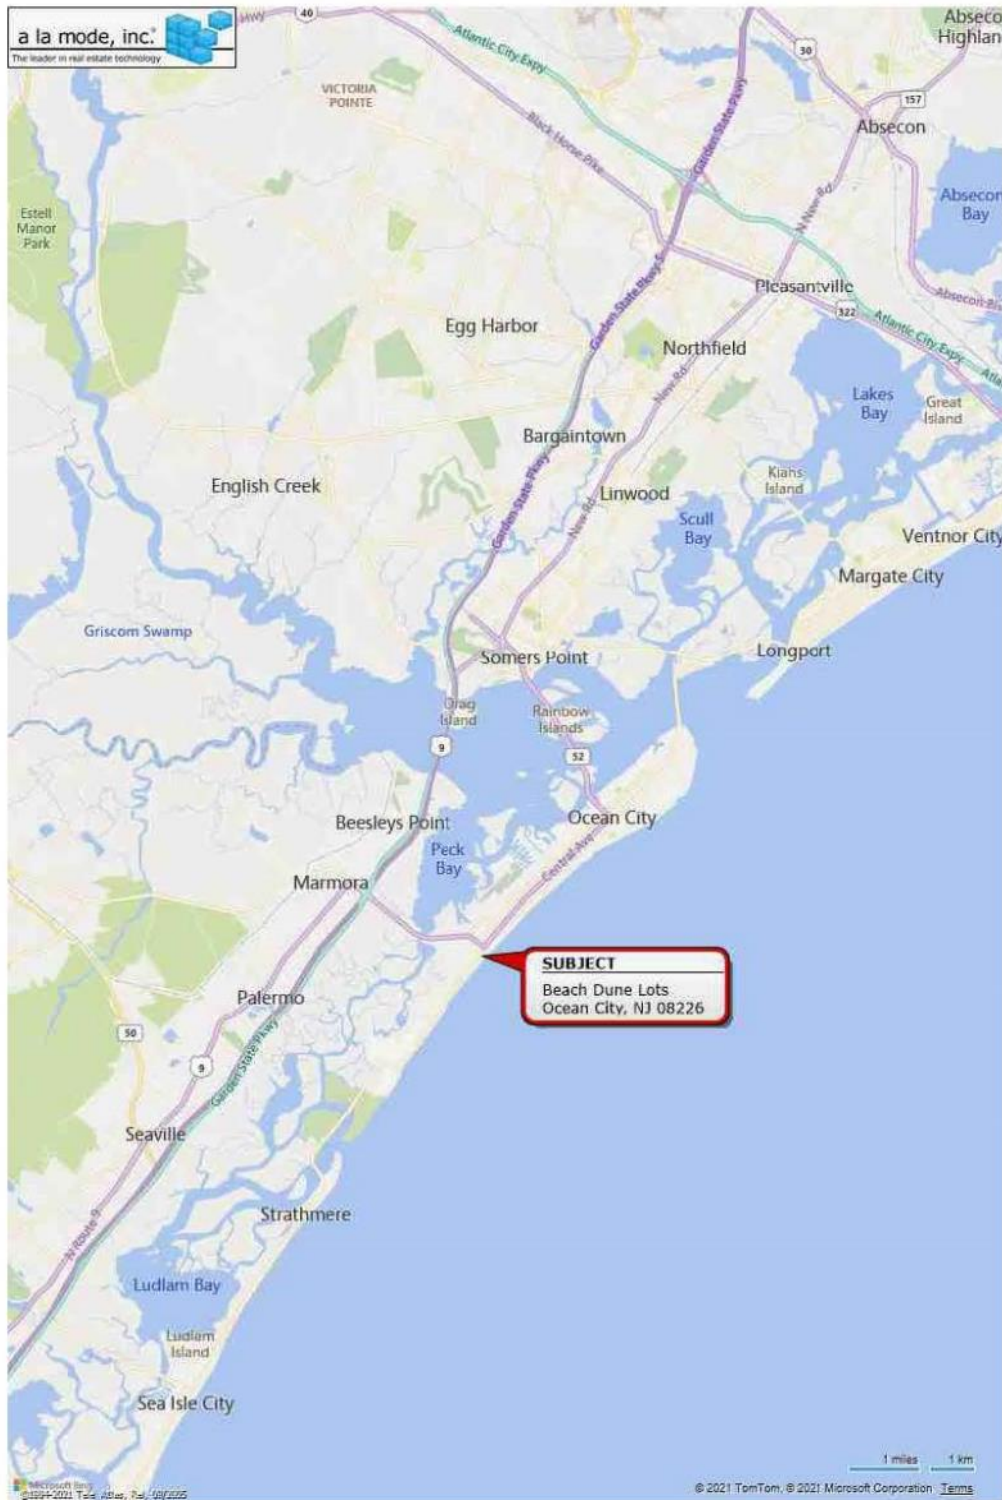 a la mode, inc.
The leader in real estate technology
Hwy
40
Atlantic City Expy
Garden State Pkwy
30
Absecon
Highlan
VICTORIA
POINTE
Black Horse Pike
157
Absecon
Estell
Manor
Park
N New Rd
Absecon
Bay
Garden State Pkwy S
Pleasantville
322
Atlantic City Expy
Egg Harbor
Northfield
New Rd
Lakes
Bay
Great
Island
Bargaintown
Garden State Pkwy
English Creek
Linwood
New Rd
Kiahs
Island
Scull
Bay
Ventnor City
Margate City
Griscom Swamp
Somers Point
Longport
Drag
Island
Rainbow
Islands
9
52
Beesleys Point
Ocean City
Peck
Bay
Central Ave
Marmora
SUBJECT
Beach Dune Lots
Ocean City, NJ 08226
Palermo
50
9
Garden State Pkwy
Seaville
Strathmere
N Route 9
Ludlam Bay
Ludlam
Island
Sea Isle City
1 miles 1 km
Microsoft Bing
© 2021 TomTom, © 2021 Microsoft Corporation Terms